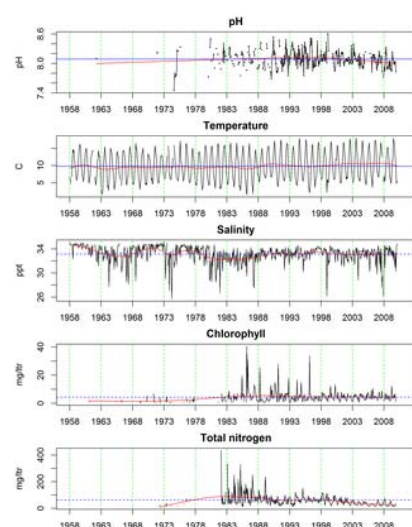 pH
pH
8.6
8.0
7.4
1958 1963 1968 1973 1978 1983 1988 1993 1998 2003 2008
Temperature
C
10
5
1958 1963 1968 1973 1978 1983 1988 1993 1998 2003 2008
Salinity
ppt
34
30
26
1958 1963 1968 1973 1978 1983 1988 1993 1998 2003 2008
Chlorophyll
mg/ltr
40
20
0
1958 1963 1968 1973 1978 1983 1988 1993 1998 2003 2008
Total nitrogen
mg/ltr
400
200
0
1958 1963 1968 1973 1978 1983 1988 1993 1998 2003 2008